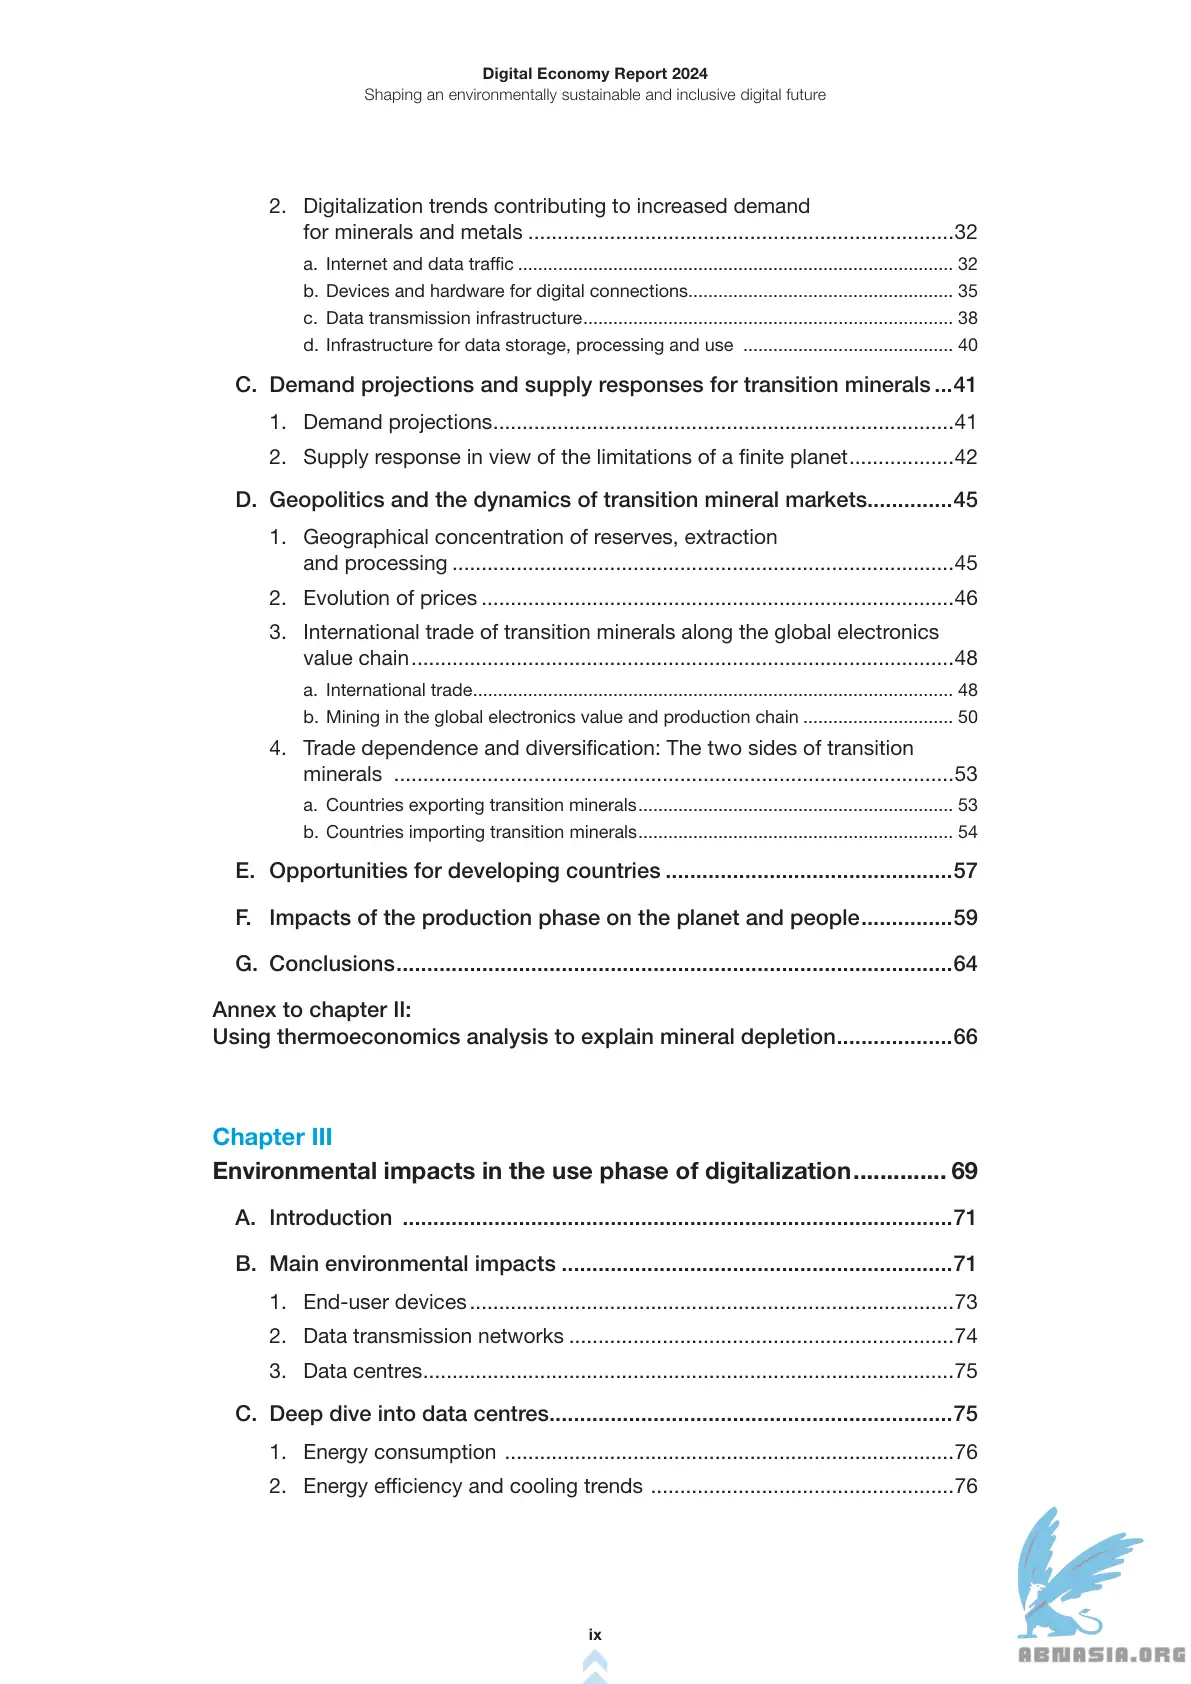 Digital Economy Report 2024
Shaping an environmentally sustainable and inclusive digital future
2. Digitalization trends contributing to increased demand
for minerals and metals .........................................................................32
a. Internet and data traffic ....................................................................................... 32
b. Devices and hardware for digital connections..................................................... 35
c. Data transmission infrastructure.......................................................................... 38
d. Infrastructure for data storage, processing and use .......................................... 40
C. Demand projections and supply responses for transition minerals ...41
1. Demand projections...............................................................................41
2. Supply response in view of the limitations of a finite planet..................42
D. Geopolitics and the dynamics of transition mineral markets..............45
1. Geographical concentration of reserves, extraction
and processing ......................................................................................45
2. Evolution of prices .................................................................................46
3. International trade of transition minerals along the global electronics
value chain.............................................................................................48
a. International trade................................................................................................ 48
b. Mining in the global electronics value and production chain .............................. 50
4. Trade dependence and diversification: The two sides of transition
minerals ................................................................................................53
a. Countries exporting transition minerals............................................................... 53
b. Countries importing transition minerals............................................................... 54
E. Opportunities for developing countries ...............................................57
F. Impacts of the production phase on the planet and people...............59
G. Conclusions...........................................................................................64
Annex to chapter II:
Using thermoeconomics analysis to explain mineral depletion...................66
Chapter III
Environmental impacts in the use phase of digitalization.............. 69
A. Introduction ..........................................................................................71
B. Main environmental impacts ................................................................71
1. End-user devices...................................................................................73
2. Data transmission networks ..................................................................74
3. Data centres...........................................................................................75
C. Deep dive into data centres..................................................................75
1. Energy consumption .............................................................................76
2. Energy efficiency and cooling trends ....................................................76
ix
ABNASIA.ORG